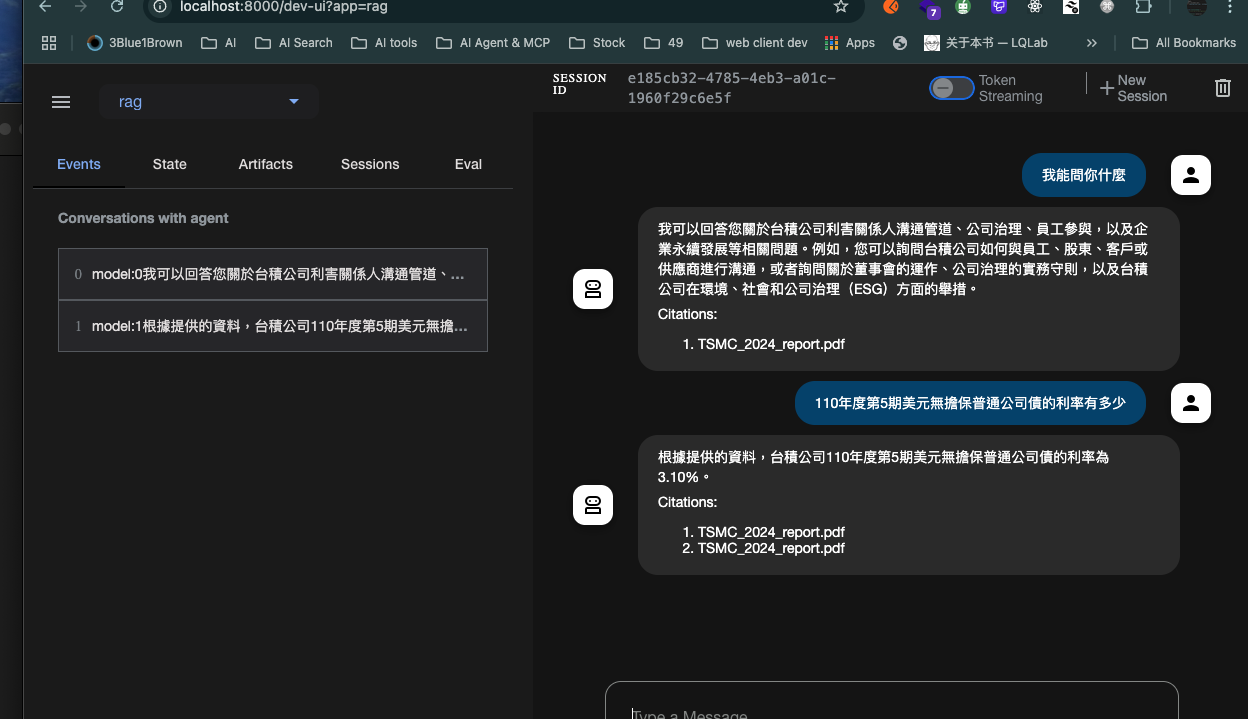 localhost:8000/dev-ui?app=rag
7
3Blue1Brown
AI
AI Search
AI tools
AI Agent & MCP
Stock
49
web client dev
Apps
关于本书 — LQLab
»
All Bookmarks
rag
SESSION
ID
e185cb32-4785-4eb3-a01c-
1960f29c6e5f
Token
Streaming
New
Session
Events
State
Artifacts
Sessions
Eval
Conversations with agent
0 model:0我可以回答您關於台積公司利害關係人溝通管道、...
1 model:1根據提供的資料，台積公司110年度第5期美元無擔...
我能問你什麼
我可以回答您關於台積公司利害關係人溝通管道、公司治理、員工參與，以及企
業永續發展等相關問題。例如，您可以詢問台積公司如何與員工、股東、客戶或
供應商進行溝通，或者詢問關於董事會的運作、公司治理的實務守則，以及台積
公司在環境、社會和公司治理（ESG）方面的舉措。
Citations:
1. TSMC_2024_report.pdf
110年度第5期美元無擔保普通公司債的利率有多少
根據提供的資料，台積公司110年度第5期美元無擔保普通公司債的利率為
3.10%。
Citations:
1. TSMC_2024_report.pdf
2. TSMC_2024_report.pdf
Type a Message